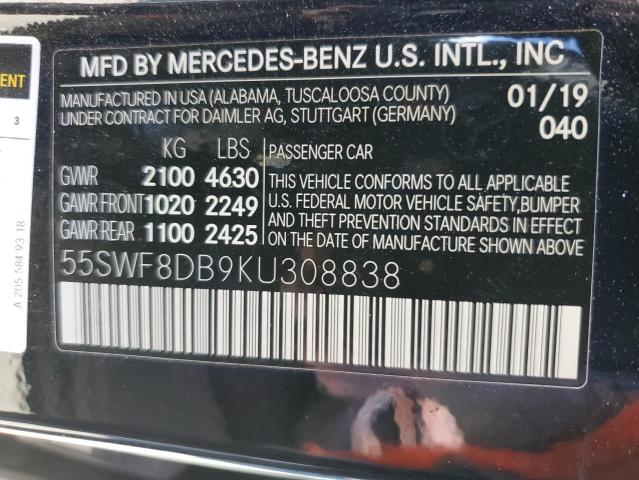 MFD BY MERCEDES-BENZ U.S. INTL., INC
MANUFACTURED IN USA (ALABAMA, TUSCALOOSA COUNTY) 01/19
UNDER CONTRACT FOR DAIMLER AG, STUTTGART (GERMANY) 040
KG LBS PASSENGER CAR
GVWR 2100 4630 THIS VEHICLE CONFORMS TO ALL APPLICABLE
GAWR FRONT 1020 2249 U.S. FEDERAL MOTOR VEHICLE SAFETY,BUMPER
AND THEFT PREVENTION STANDARDS IN EFFECT
GAWR REAR 1100 2425 ON THE DATE OF MANUFACTURE SHOWN ABOVE
55SWF8DB9KU308838
3
A 205 584 93 18